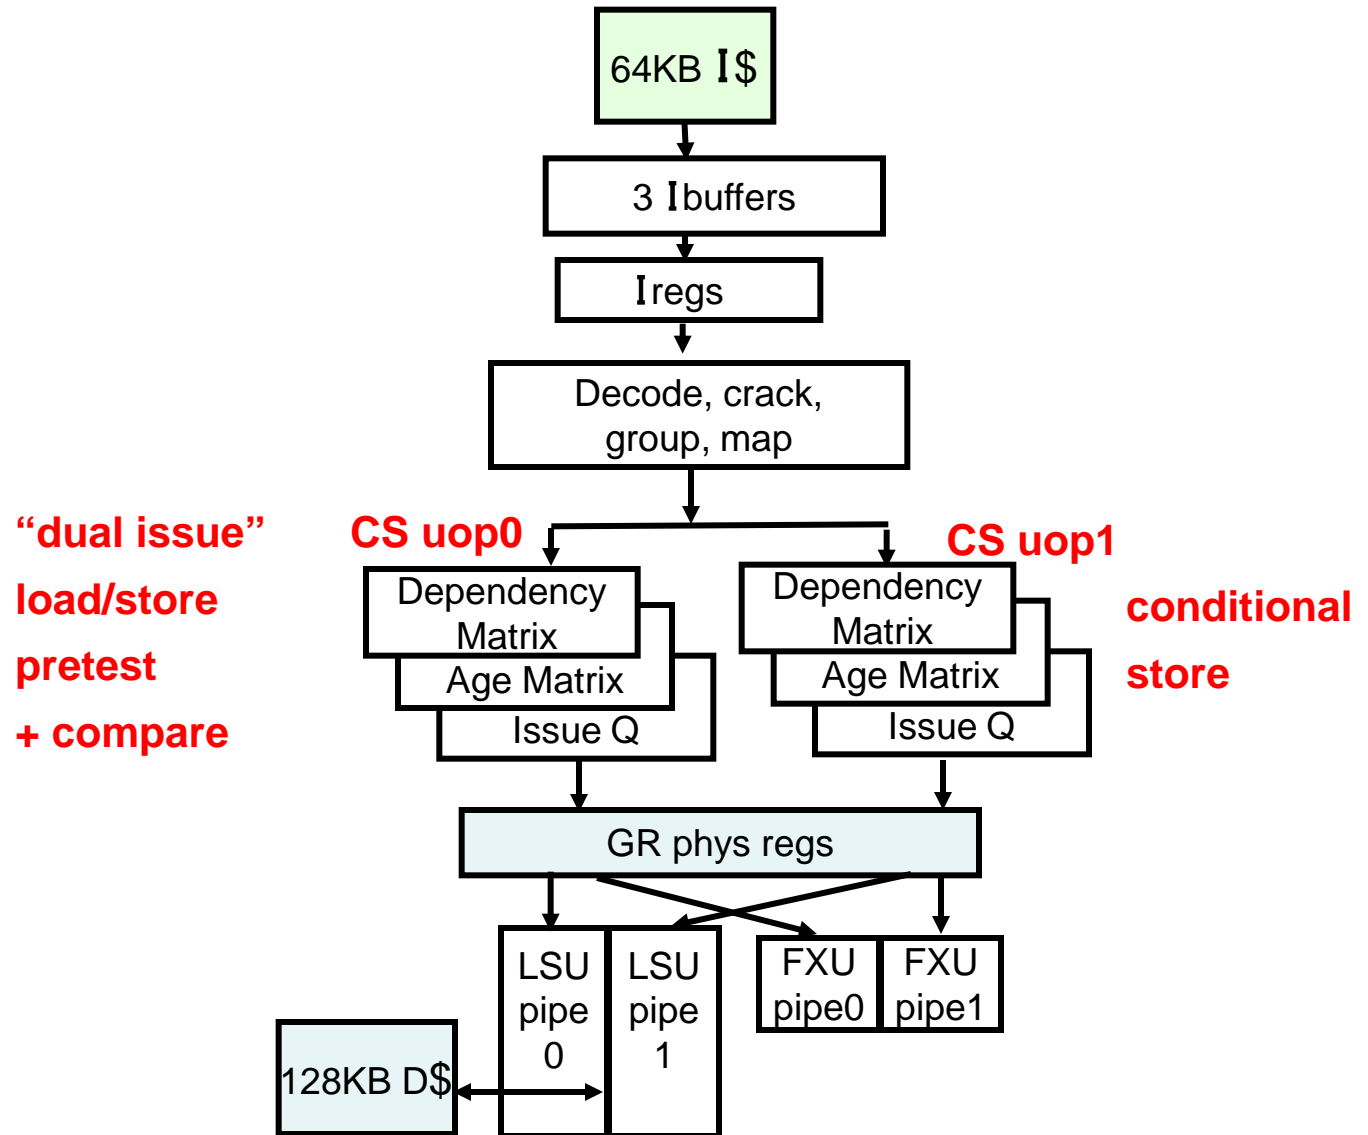 64KB I$
3 Ibuffers
Iregs
Decode, crack,
group, map
“dual issue”
load/store
pretest
+ compare
CS uop0
Dependency
Matrix
Age Matrix
Issue Q
CS uop1
Dependency
Matrix
Age Matrix
Issue Q
conditional
store
GR phys regs
LSU
pipe
0
LSU
pipe
1
FXU
pipe0
FXU
pipe1
128KB D$